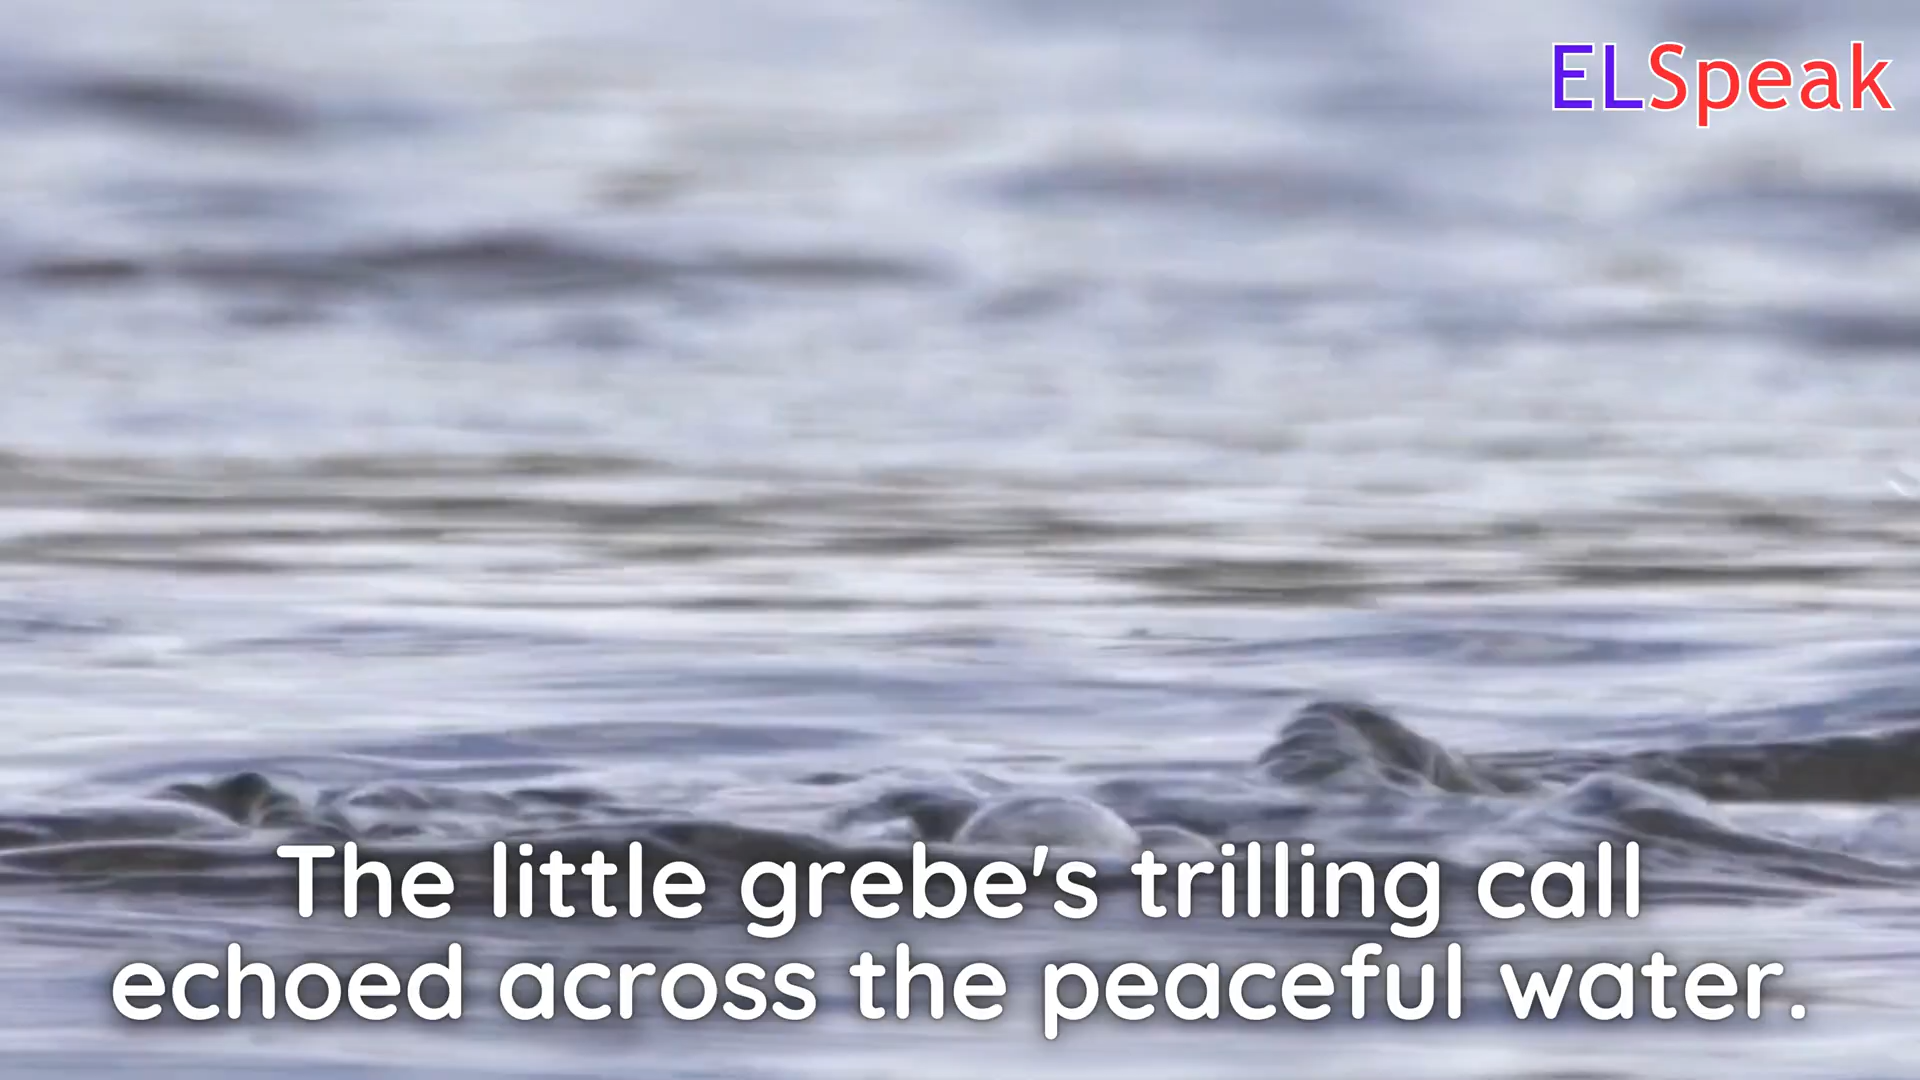 ELSpeak
The little grebe's trilling call
echoed across the peaceful water.